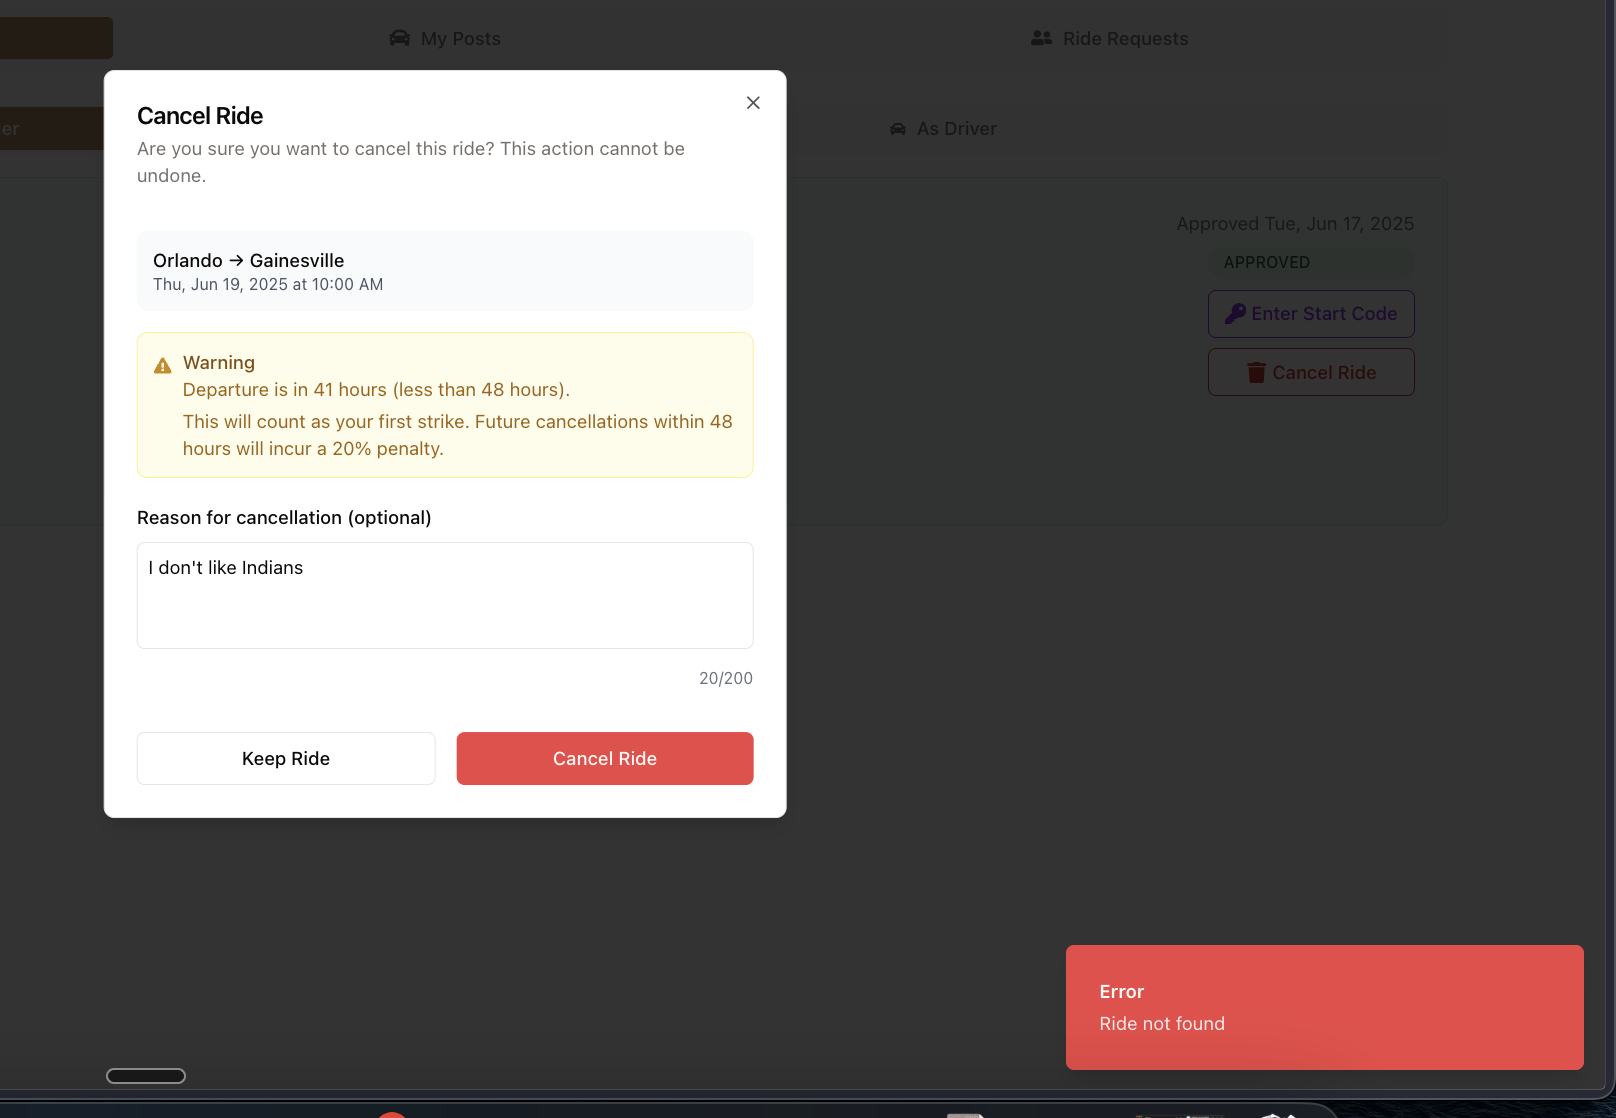 My Posts
Ride Requests
er
As Driver
Cancel Ride
Are you sure you want to cancel this ride? This action cannot be
undone.
Orlando → Gainesville
Thu, Jun 19, 2025 at 10:00 AM
Warning
Departure is in 41 hours (less than 48 hours).
This will count as your first strike. Future cancellations within 48
hours will incur a 20% penalty.
Reason for cancellation (optional)
I don't like Indians
20/200
Keep Ride
Cancel Ride
Approved Tue, Jun 17, 2025
APPROVED
Enter Start Code
Cancel Ride
Error
Ride not found